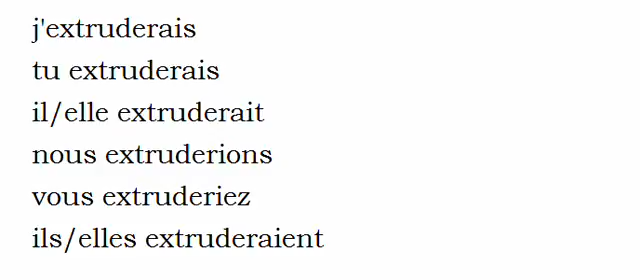 j'extruderais
tu extruderais
il/elle extruderait
nous extruderions
vous extruderiez
ils/elles extruderaient